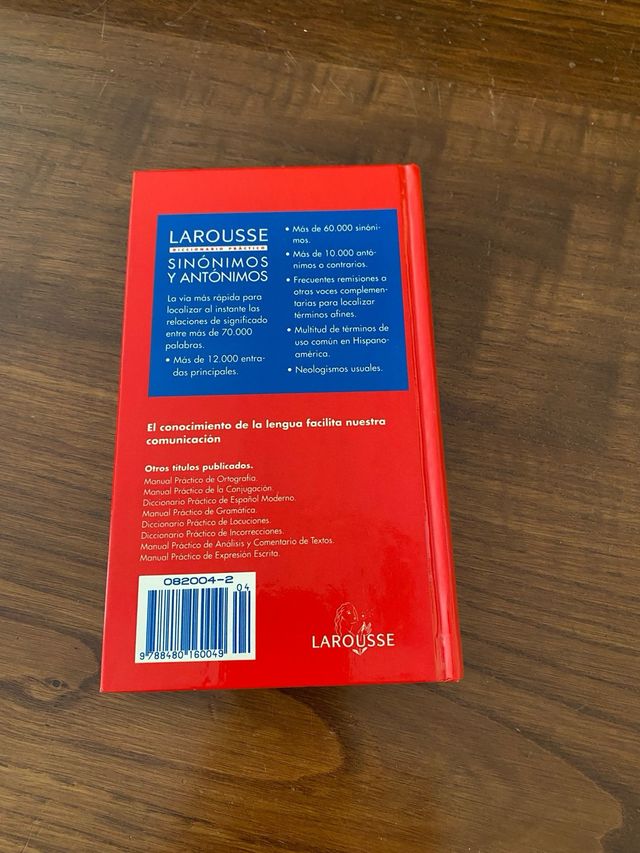 LAROUSSE
DICCIONARIO PRÁCTICO
SINÓNIMOS
Y ANTÓNIMOS
La vía más rápida para
localizar al instante las
relaciones de significado
entre más de 70.000
palabras.
• Más de 12.000 entra-
das principales.
• Más de 60.000 sinóni-
mos.
• Más de 10.000 antó-
nimos o contrarios.
• Frecuentes remisiones a
otras voces complemen-
tarias para localizar
términos afines.
• Multitud de términos de
uso común en Hispano-
américa.
• Neologismos usuales.
El conocimiento de la lengua facilita nuestra
comunicación
Otros títulos publicados.
Manual Práctico de Ortografía.
Manual Práctico de la Conjugación.
Diccionario Práctico de Español Moderno.
Manual Práctico de Gramática.
Diccionario Práctico de Locuciones.
Diccionario Práctico de Incorrecciones.
Manual Práctico de Análisis y Comentario de Textos.
Manual Práctico de Expresión Escrita.
082004-2
04
9 788480 160049
LAROUSSE